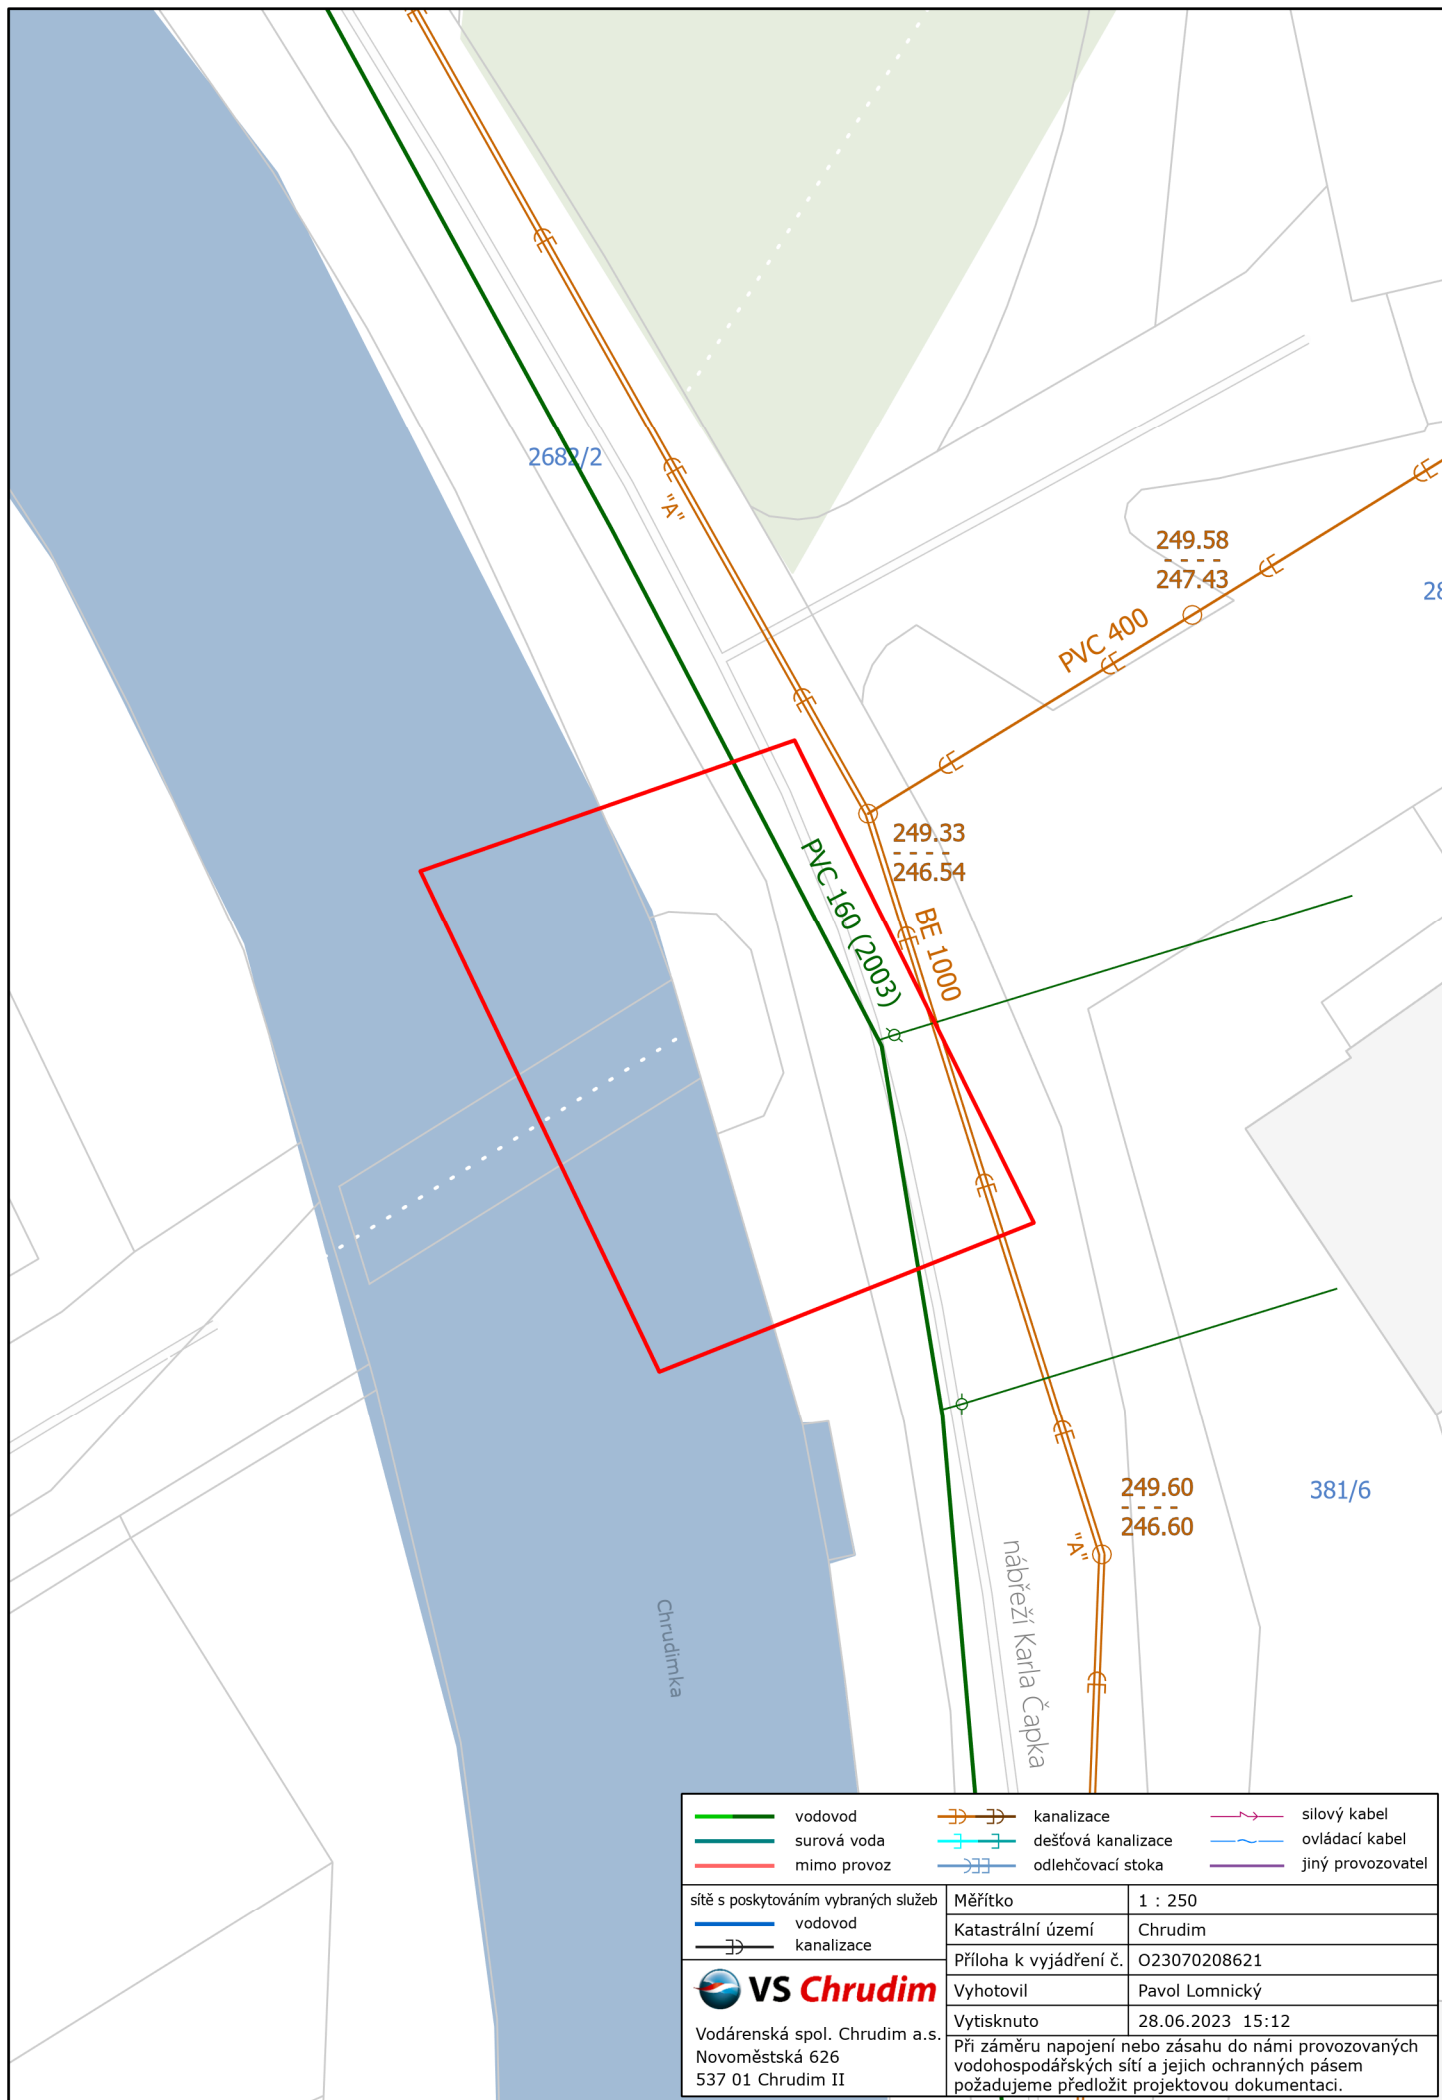 2682/2
"A"
249.58
247.43
28
PVC 400
249.33
246.54
PVC 160 (2003)
BE 1000
249.60
246.60
381/6
"A"
nábřeží Karla Čapka
Chrudimka
vodovod
surová voda
mimo provoz
kanalizace
dešťová kanalizace
odlehčovací stoka
silový kabel
ovládací kabel
jiný provozovatel
sítě s poskytováním vybraných služeb
vodovod
kanalizace
VS Chrudim
Vodárenská spol. Chrudim a.s.
Novoměstská 626
537 01 Chrudim II
Měřítko 1 : 250
Katastrální území Chrudim
Příloha k vyjádření č. O23070208621
Vyhotovil Pavol Lomnický
Vytisknuto 28.06.2023 15:12
Při záměru napojení nebo zásahu do námi provozovaných
vodohospodářských sítí a jejich ochranných pásem
požadujeme předložit projektovou dokumentaci.